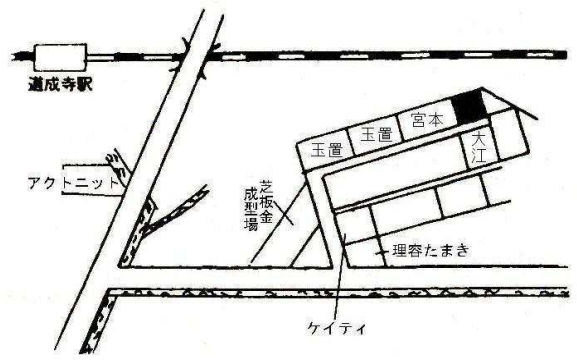 道成寺駅
アクトニット
玉置
玉置
宮本
大江
芝板金
成型場
理容たまき
ケイティ